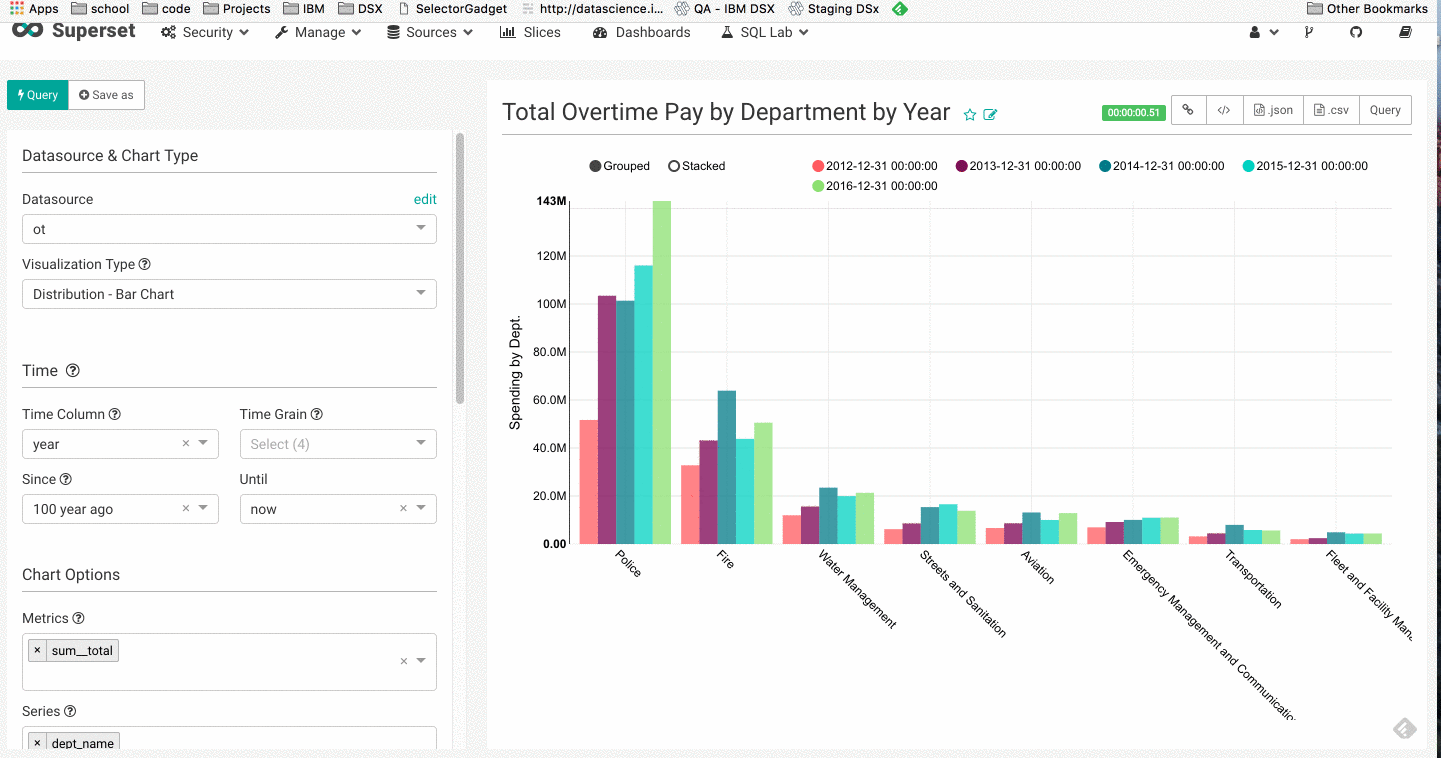 Apps school code Projects IBM DSX SelectorGadget http://datascience.i... QA - IBM DSX Staging DSx Other Bookmarks
Superset Security Manage Sources Slices Dashboards SQL Lab
Query Save as
Datasource & Chart Type
Datasource edit
ot
Visualization Type
Distribution - Bar Chart
Time
Time Column Time Grain
year Select (4)
Since Until
100 year ago now
Chart Options
Metrics
× sum__total
Series
× dept_name
Total Overtime Pay by Department by Year
00:00:00.51 </> .json .csv Query
Grouped Stacked 2012-12-31 00:00:00 2013-12-31 00:00:00 2014-12-31 00:00:00 2015-12-31 00:00:00
2016-12-31 00:00:00
143M
120M
100M
80.0M
60.0M
40.0M
20.0M
0.00
Spending by Dept.
Police
Fire
Water Management
Streets and Sanitation
Aviation
Emergency Management and Communicatio
Transportation
Fleet and Facility Man